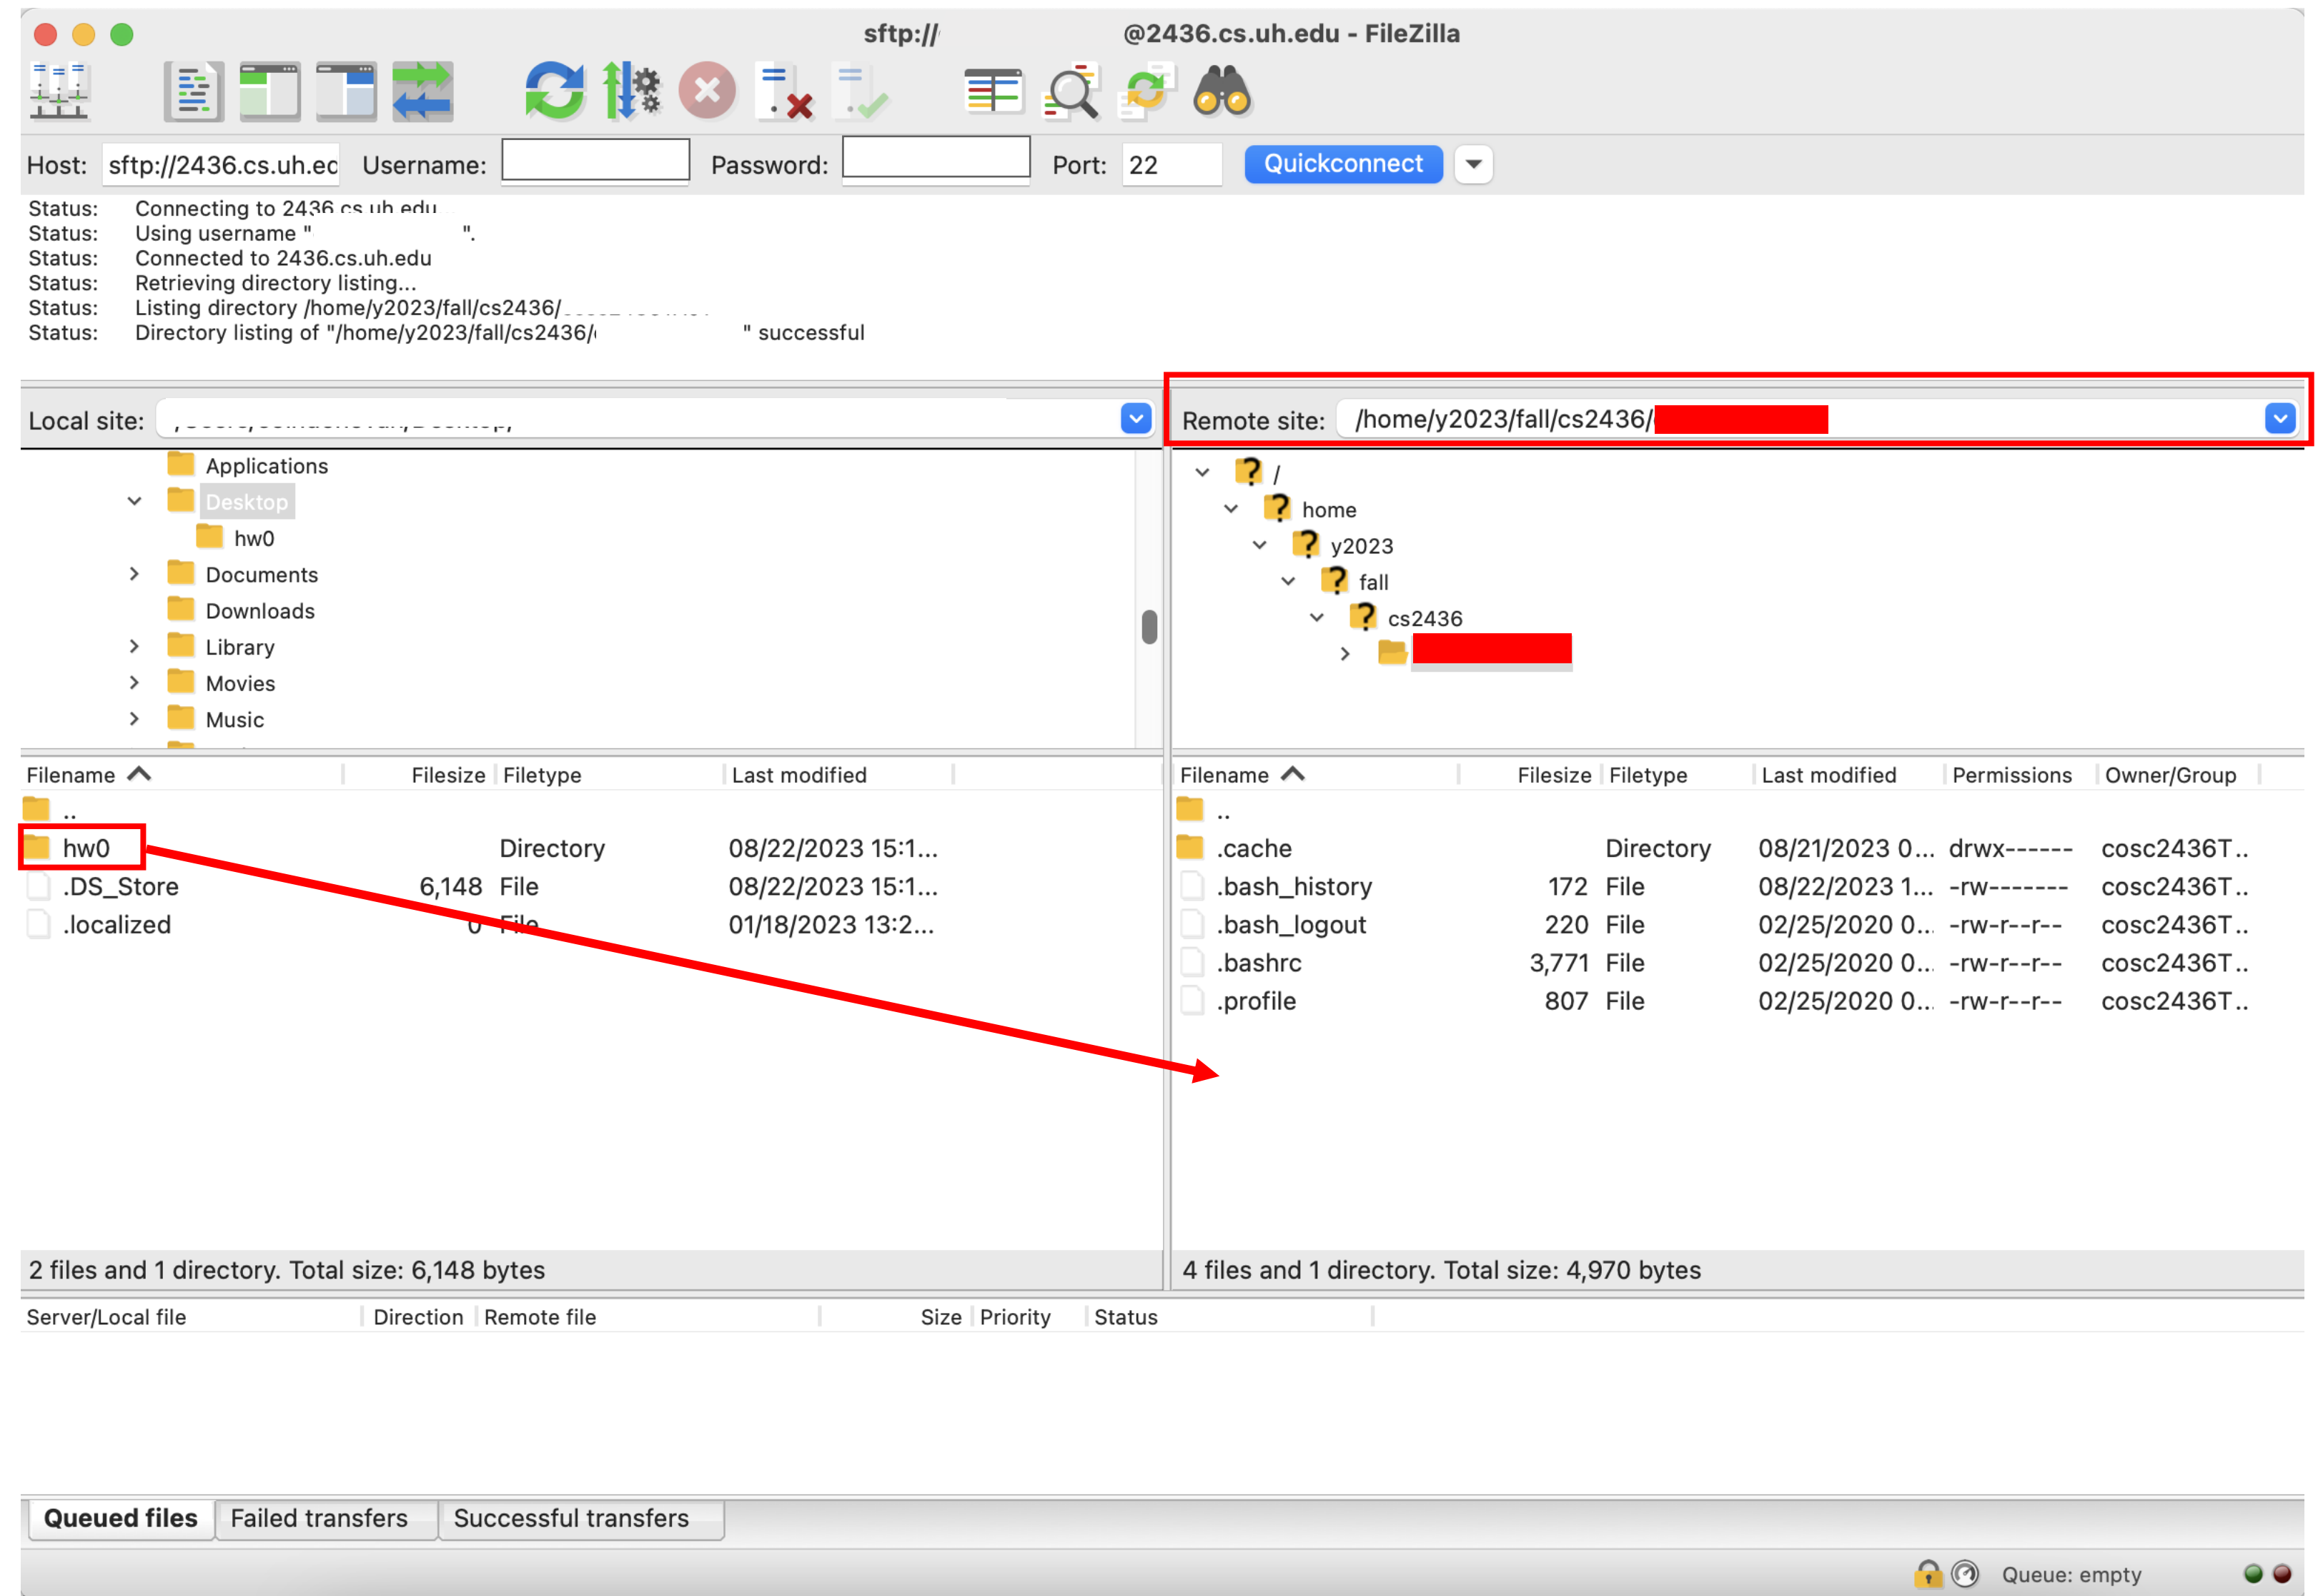 sftp:// @2436.cs.uh.edu - FileZilla
Host: sftp://2436.cs.uh.ec Username: Password: Port: 22 Quickconnect
Status: Connecting to 2436.cs.uh.edu...
Status: Using username " ".
Status: Connected to 2436.cs.uh.edu
Status: Retrieving directory listing...
Status: Listing directory /home/y2023/fall/cs2436/
Status: Directory listing of "/home/y2023/fall/cs2436/ " successful
Local site:
Applications
Desktop
hw0
Documents
Downloads
Library
Movies
Music
Remote site: /home/y2023/fall/cs2436/
/
home
y2023
fall
cs2436
Filename Filesize Filetype Last modified
..
hw0 Directory 08/22/2023 15:1...
.DS_Store 6,148 File 08/22/2023 15:1...
.localized 0 File 01/18/2023 13:2...
2 files and 1 directory. Total size: 6,148 bytes
Filename Filesize Filetype Last modified Permissions Owner/Group
..
.cache Directory 08/21/2023 0... drwx------ cosc2436T..
.bash_history 172 File 08/22/2023 1... -rw------- cosc2436T..
.bash_logout 220 File 02/25/2020 0... -rw-r--r-- cosc2436T..
.bashrc 3,771 File 02/25/2020 0... -rw-r--r-- cosc2436T..
.profile 807 File 02/25/2020 0... -rw-r--r-- cosc2436T..
4 files and 1 directory. Total size: 4,970 bytes
Server/Local file Direction Remote file Size Priority Status
Queued files Failed transfers Successful transfers
Queue: empty